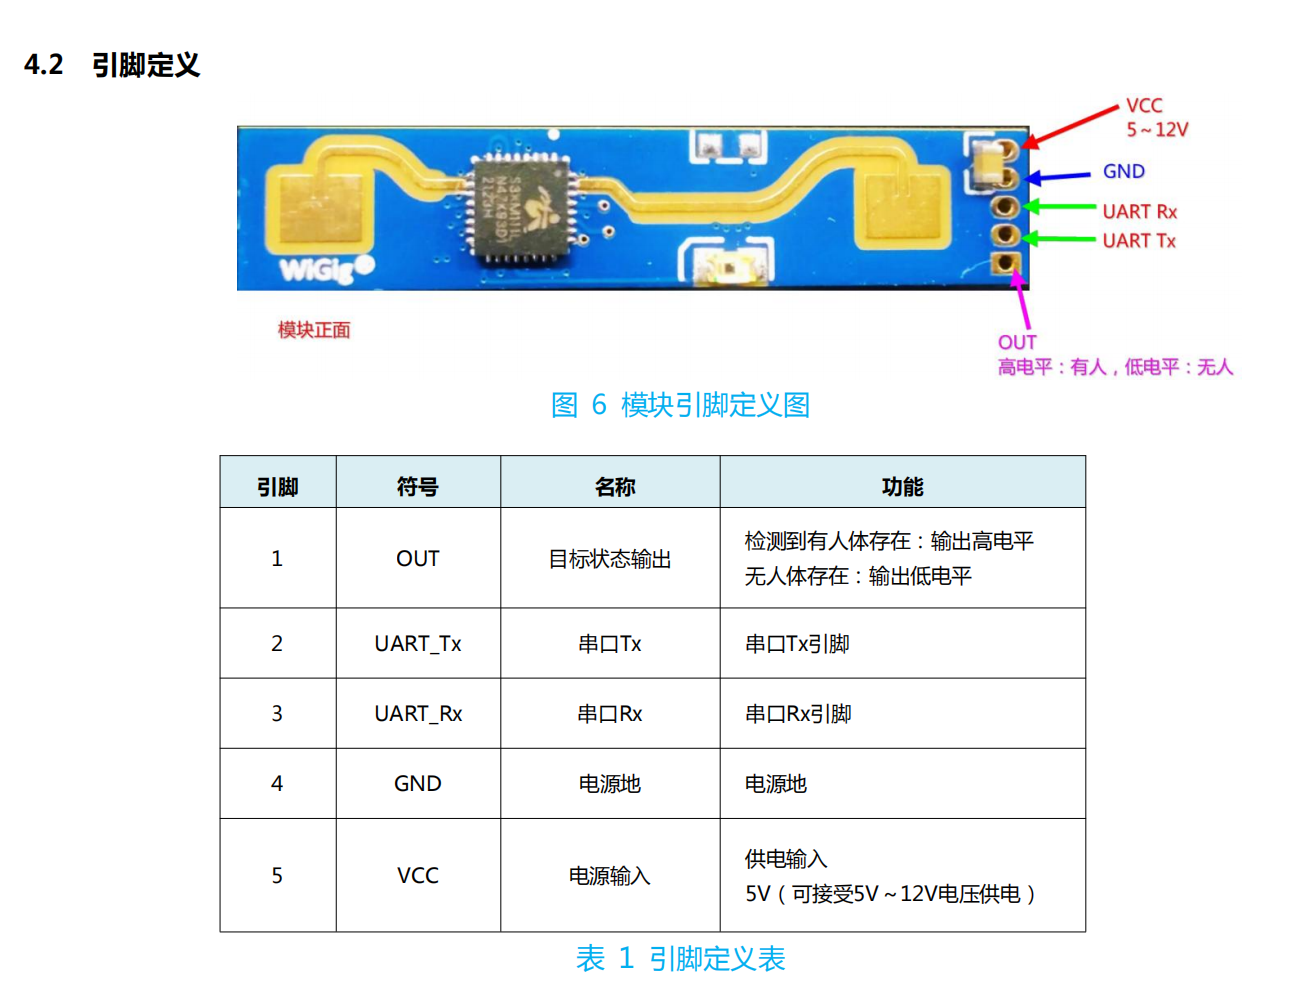 4.2 引脚定义
VCC
5～12V
GND
UART Rx
UART Tx
WiGig
模块正面
OUT
高电平：有人，低电平：无人
图 6 模块引脚定义图
引脚 符号 名称 功能
1 OUT 目标状态输出 检测到有人体存在：输出高电平
无人体存在：输出低电平
2 UART_Tx 串口Tx 串口Tx引脚
3 UART_Rx 串口Rx 串口Rx引脚
4 GND 电源地 电源地
5 VCC 电源输入 供电输入
5V（可接受5V～12V电压供电）
表 1 引脚定义表